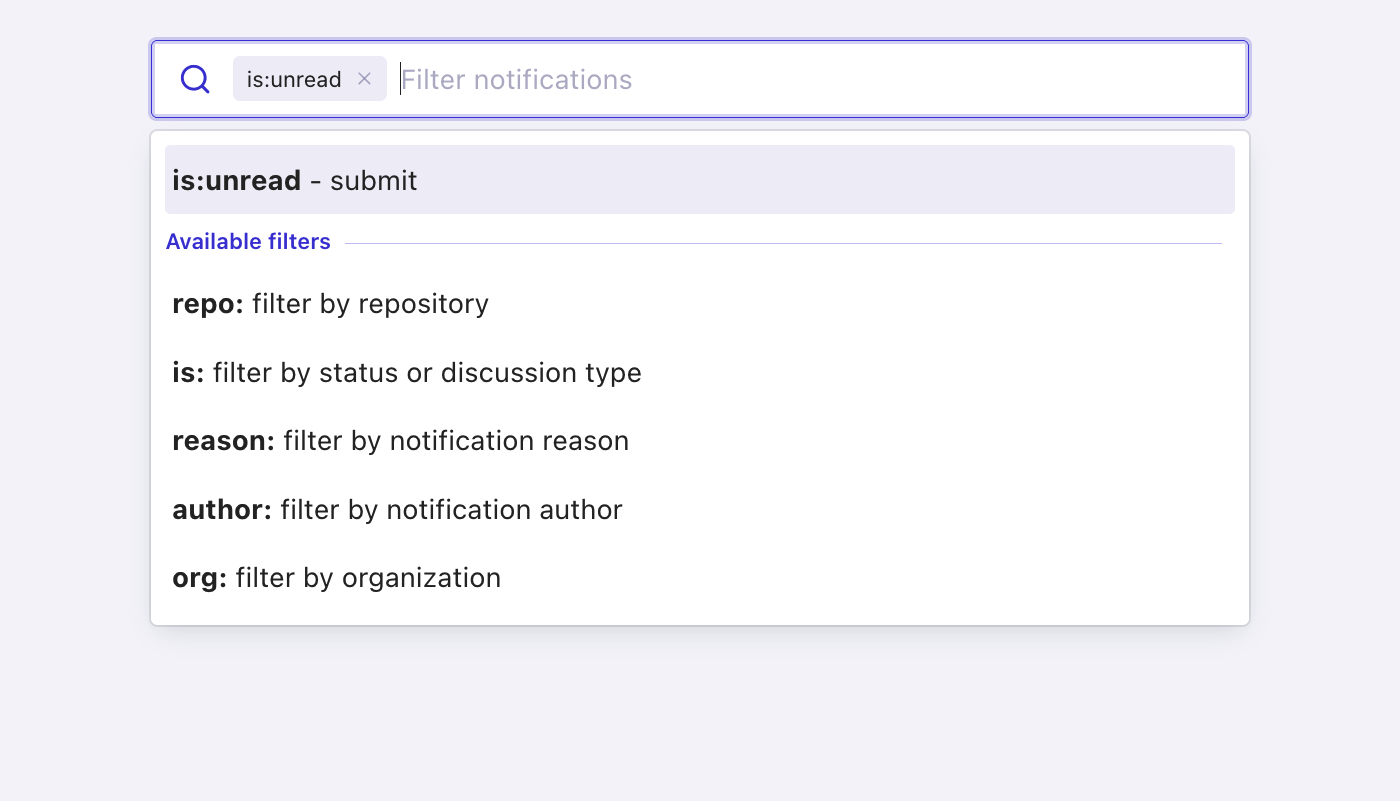 is:unread Filter notifications
is:unread - submit
Available filters
repo: filter by repository
is: filter by status or discussion type
reason: filter by notification reason
author: filter by notification author
org: filter by organization